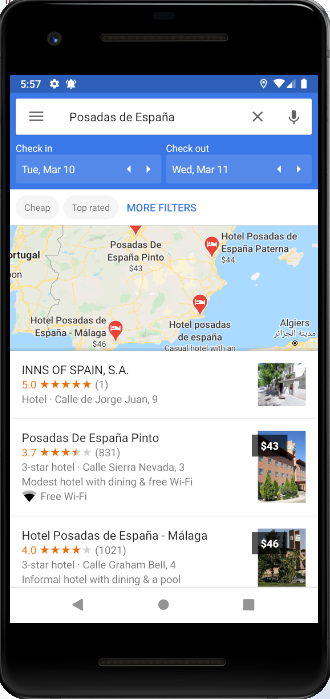 5:57
Posadas de España
Check in
Check out
Tue, Mar 10
Wed, Mar 11
Cheap
Top rated
MORE FILTERS
Posadas De
España Pinto
$43
Hotel Posadas de
España Paterna
$44
ortugal
bon
Hotel Posadas de
España - Málaga
$46
Hotel posadas
de españa
Casual hotel with an
Algiers
مدينة الجزائر
INNS OF SPAIN, S.A.
5.0 ★★★★★ (1)
Hotel · Calle de Jorge Juan, 9
Posadas De España Pinto
3.7 ★★★★★ (831)
3-star hotel · Calle Sierra Nevada, 3
Modest hotel with dining & free Wi-Fi
Free Wi-Fi
$43
Hotel Posadas de España - Málaga
4.0 ★★★★★ (1021)
3-star hotel · Calle Graham Bell, 4
Informal hotel with dining & a pool
$46